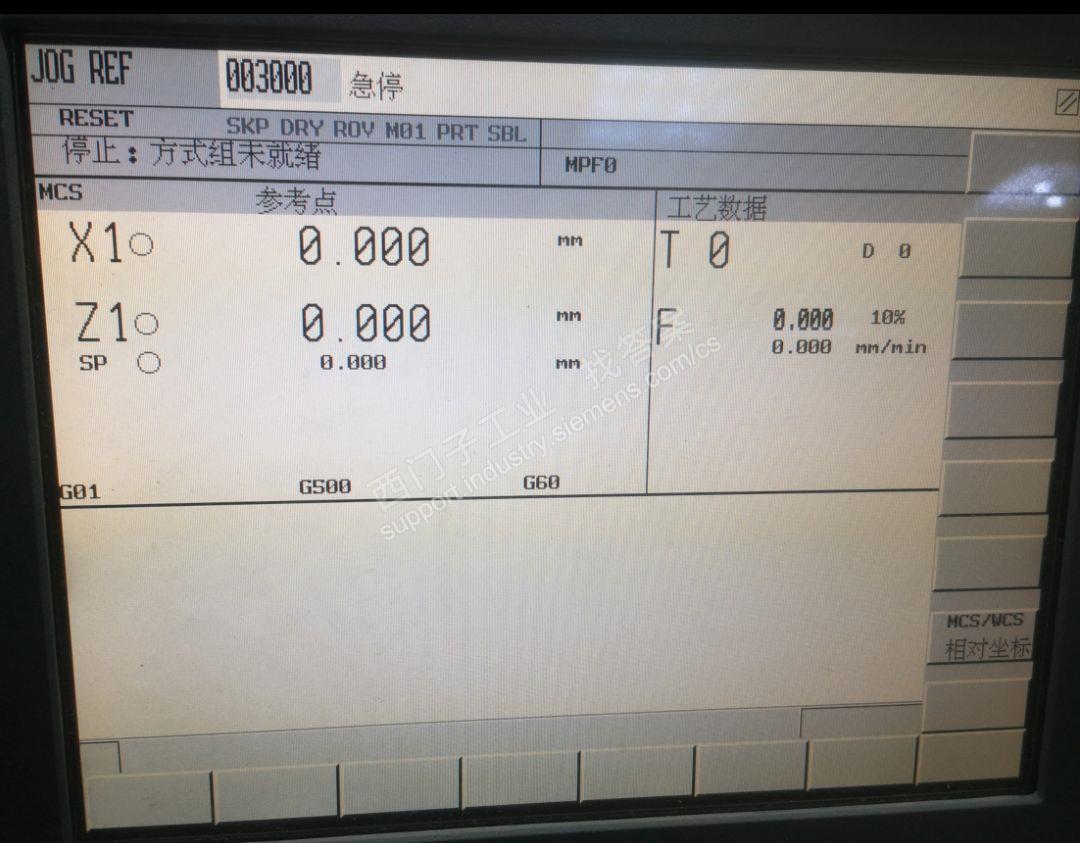 JOG REF 003000 急停
RESET SKP DRY ROV M01 PRT SBL
停止：方式组未就绪 MPF0
MCS 参考点 工艺数据
X1 0.000 mm T 0 D 0
Z1 0.000 mm F 0.000 10%
0.000 mm/min
SP 0.000 mm
G01 G500 G60
西门子工业 找答案
support.industry.siemens.com/cs
MCS/WCS
相对坐标